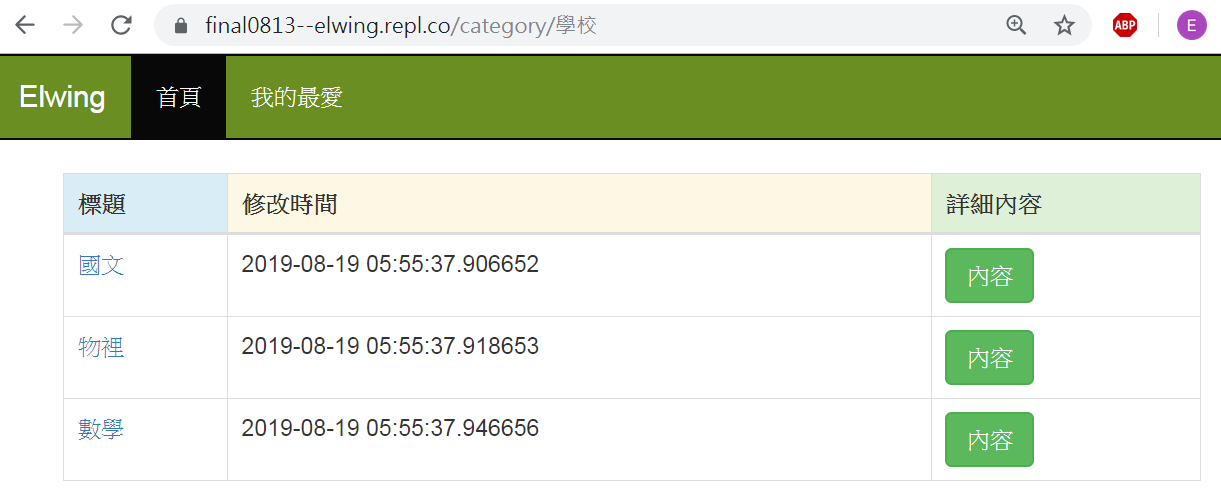 final0813--elwing.repl.co/category/學校
ABP
E
Elwing 首頁 我的最愛
標題 修改時間 詳細內容
國文 2019-08-19 05:55:37.906652 內容
物裡 2019-08-19 05:55:37.918653 內容
數學 2019-08-19 05:55:37.946656 內容